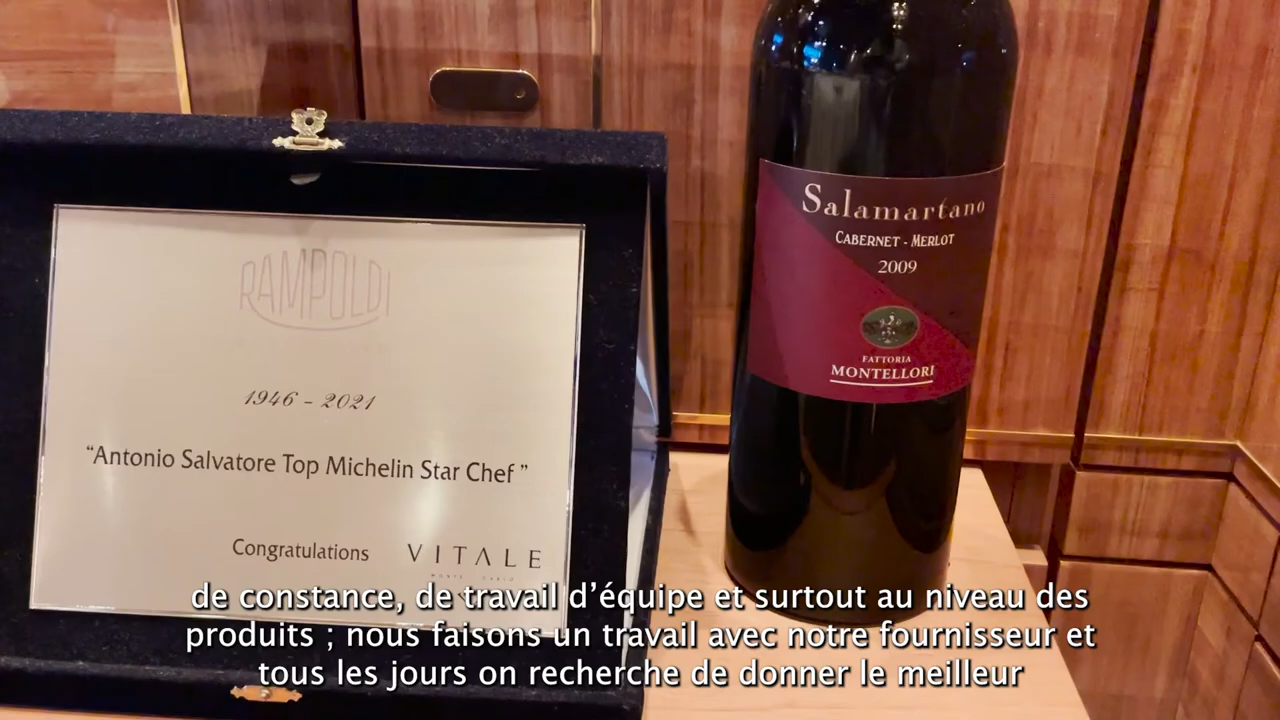 RAMPOLDI
1946 - 2021
"Antonio Salvatore Top Michelin Star Chef"
Congratulations
VITALE
Salamartano
CABERNET - MERLOT
2009
FATTORIA
MONTELLORI
de constance, de travail d'équipe et surtout au niveau des
produits ; nous faisons un travail avec notre fournisseur et
tous les jours on recherche de donner le meilleur